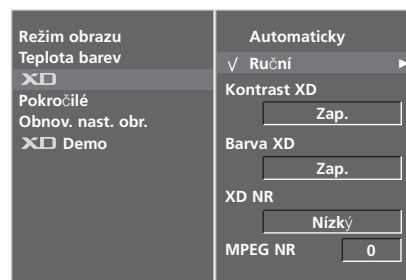 Režim obrazu
Teplota barev
XD
Pokročilé
Obnov. nast. obr.
XD Demo
Automaticky
√ Ruční ►
Kontrast XD
Zap.
Barva XD
Zap.
XD NR
Nízký
MPEG NR 0